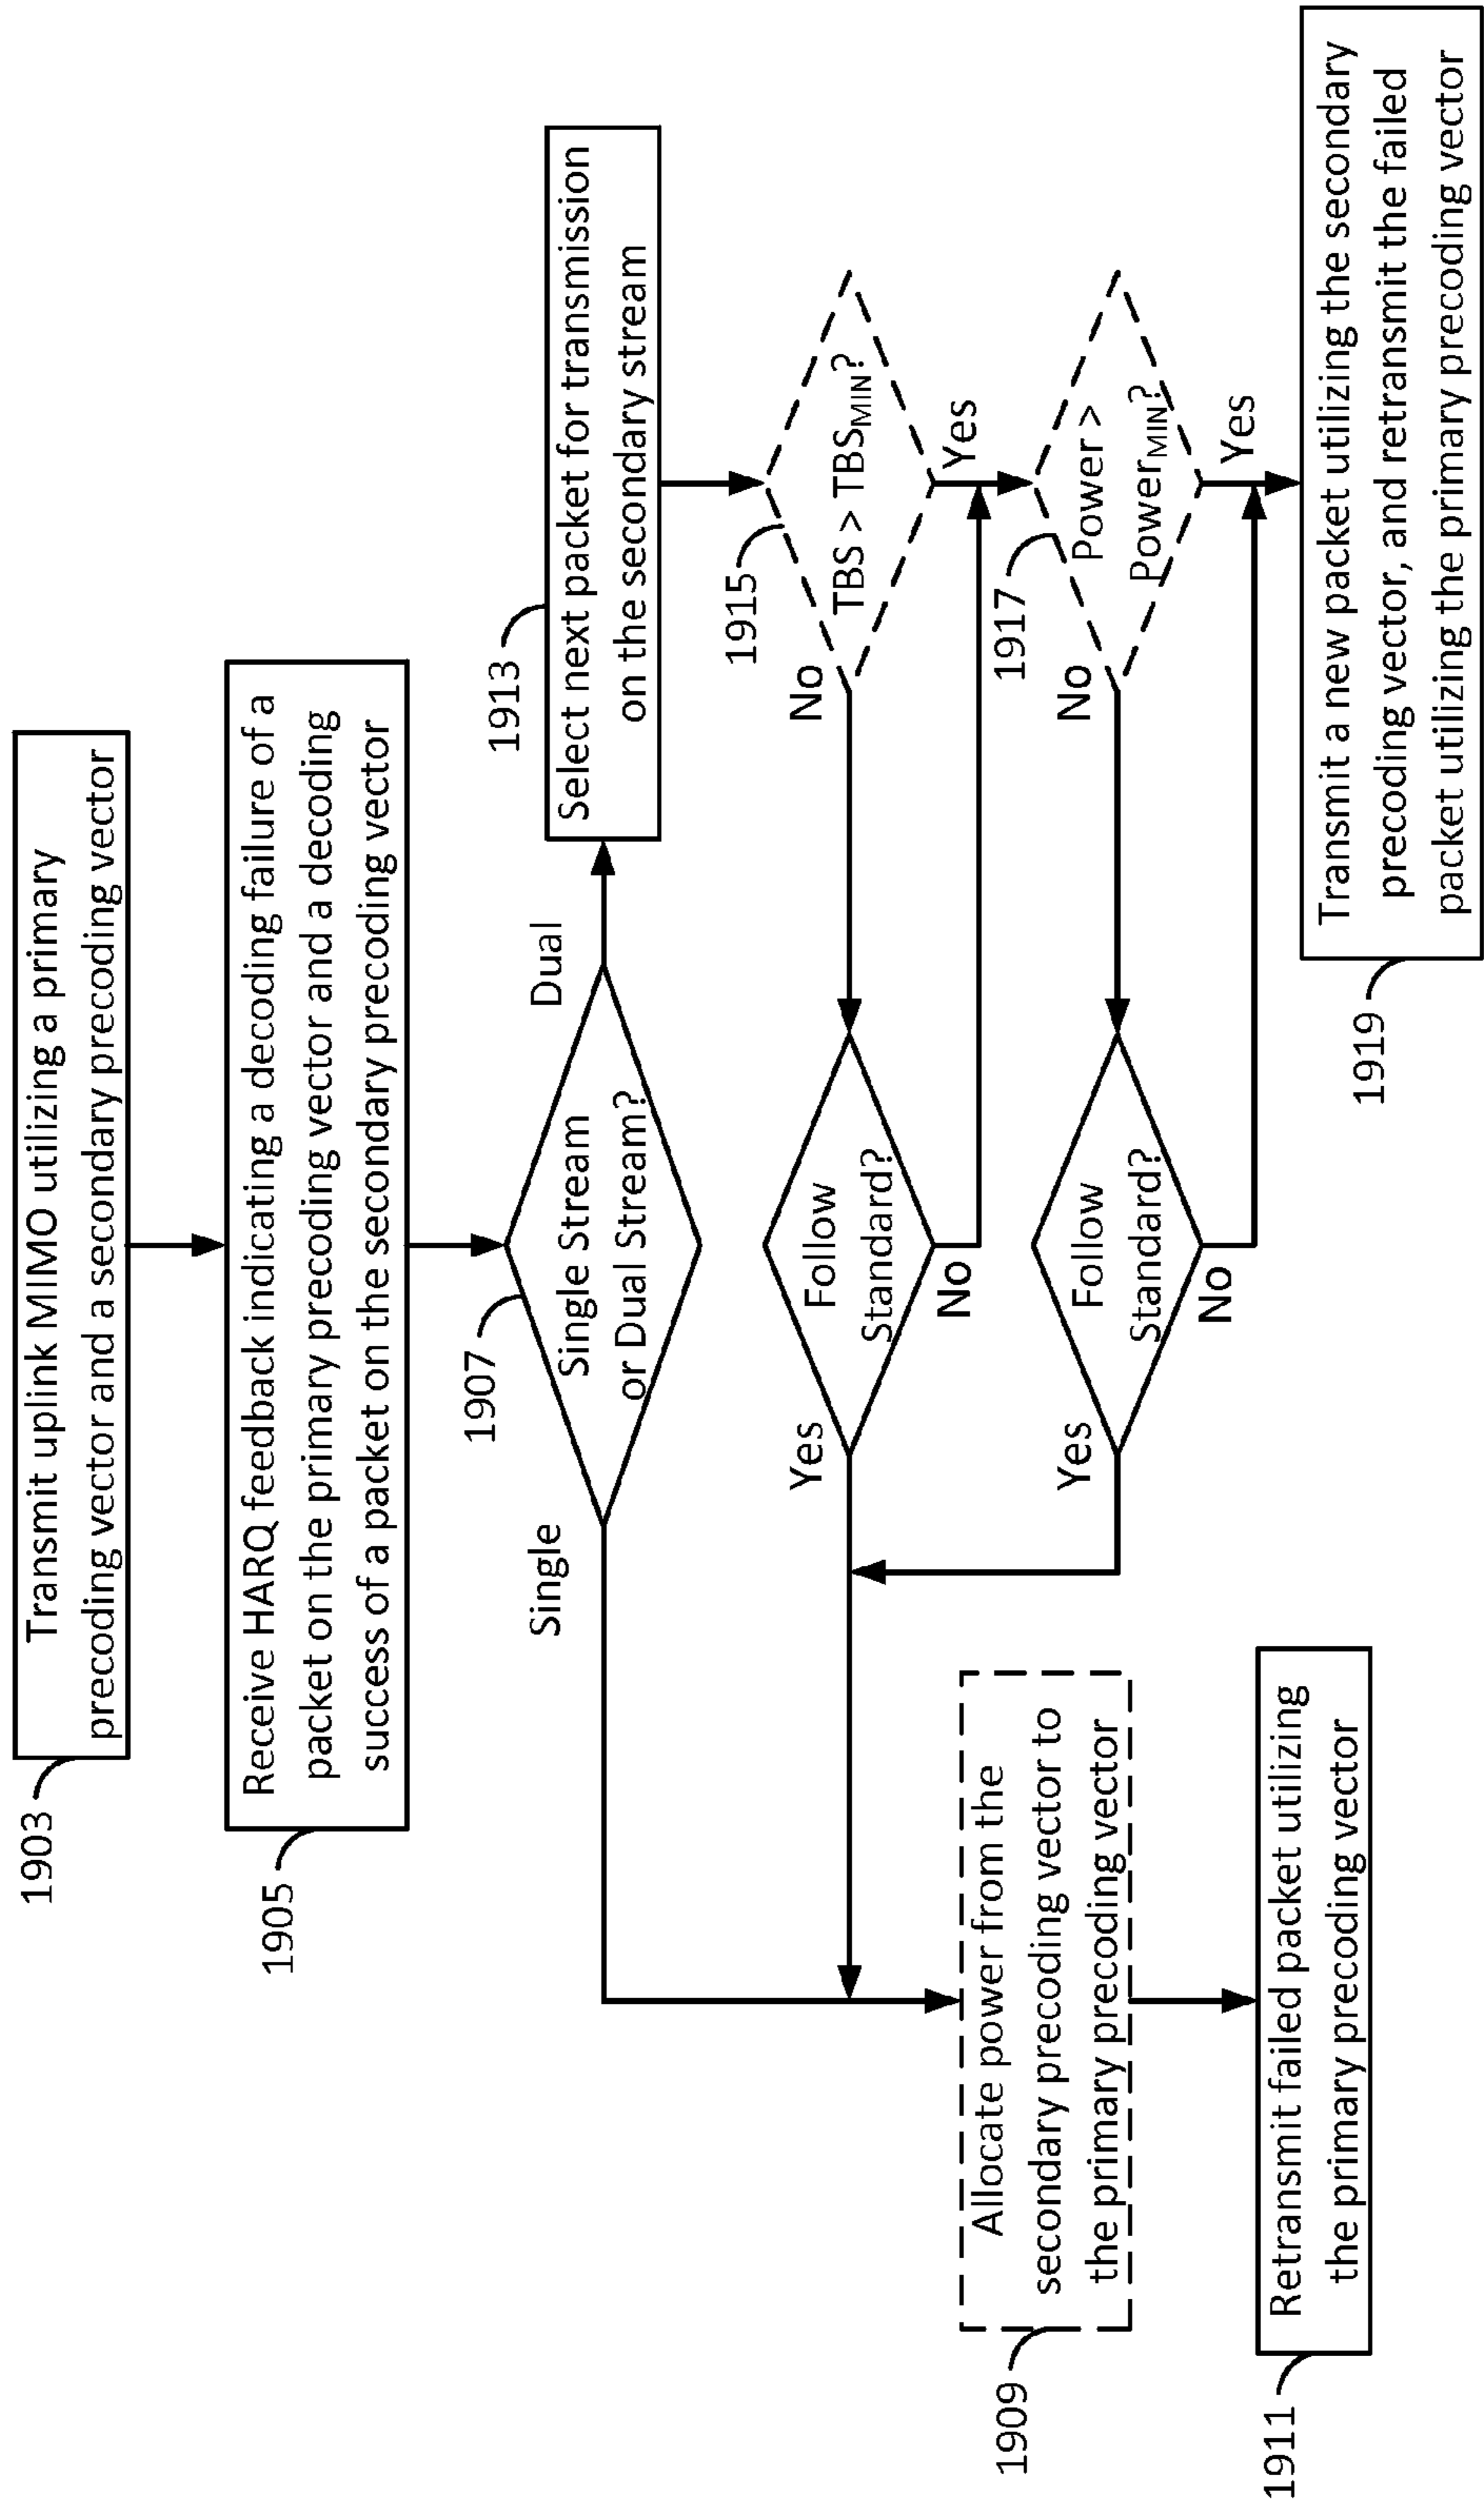 1903
Transmit uplink MIMO utilizing a primary
precoding vector and a secondary precoding vector
1905
Receive HARQ feedback indicating a decoding failure of a
packet on the primary precoding vector and a decoding
success of a packet on the secondary precoding vector
1907
Single Stream
or Dual Stream?
Single
Dual
1913
Select next packet for transmission
on the secondary stream
1915
TBS > TBSMIN?
No
Yes
Follow
Standard?
Yes
No
1917
Power >
PowerMIN?
No
Yes
Follow
Standard?
Yes
No
1909
Allocate power from the
secondary precoding vector to
the primary precoding vector
1911
Retransmit failed packet utilizing
the primary precoding vector
1919
Transmit a new packet utilizing the secondary
precoding vector, and retransmit the failed
packet utilizing the primary precoding vector